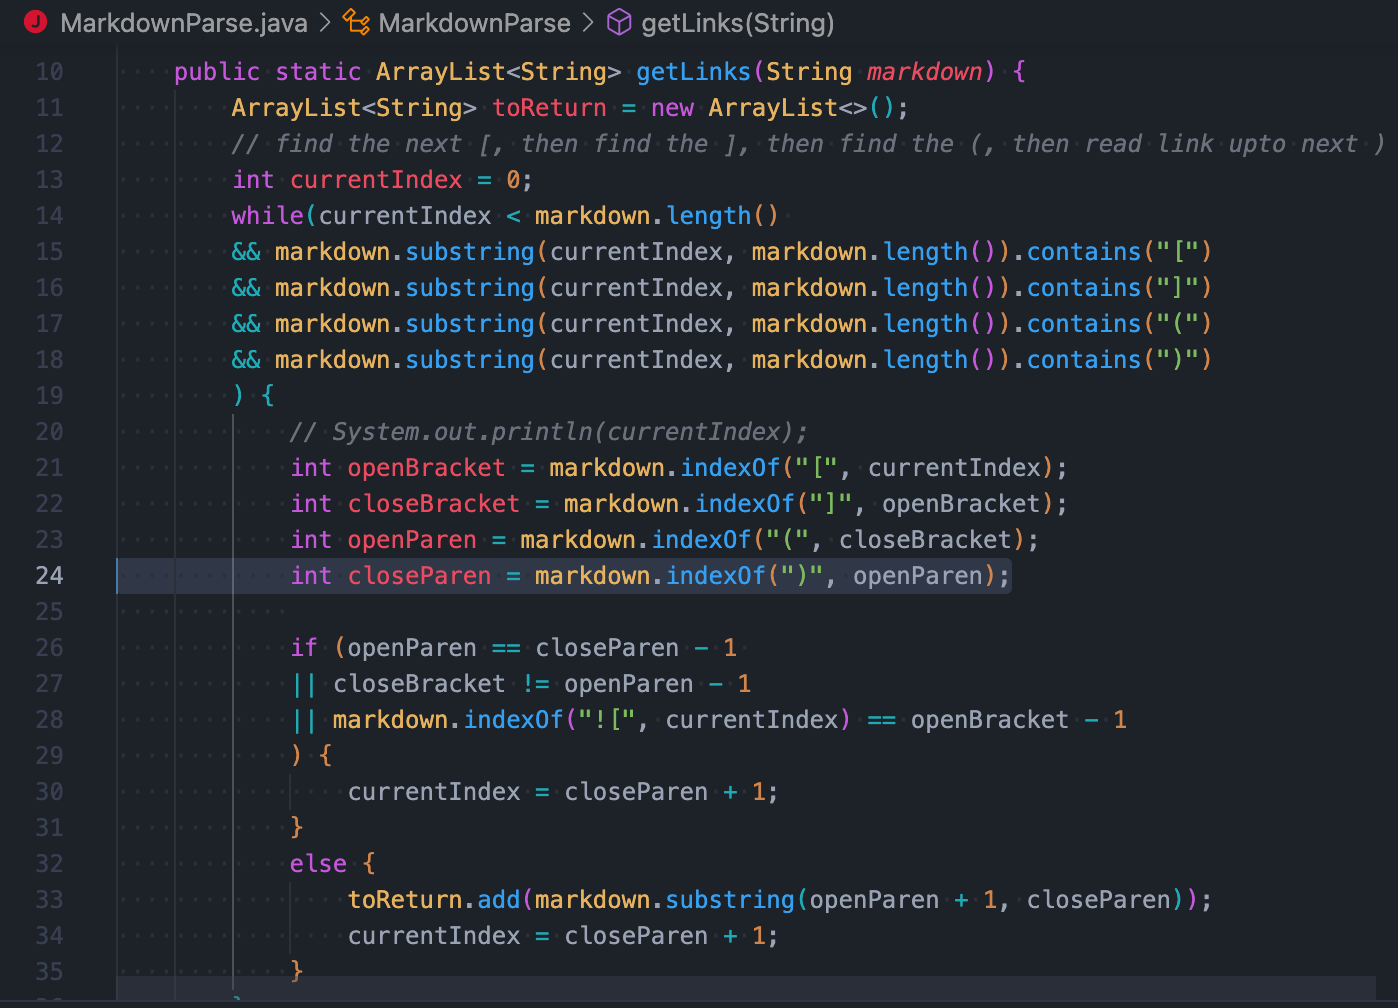 MarkdownParse.java > MarkdownParse > getLinks(String)
10 public static ArrayList<String> getLinks(String markdown) {
11 ArrayList<String> toReturn = new ArrayList<>();
12 // find the next [, then find the ], then find the (, then read link upto next )
13 int currentIndex = 0;
14 while(currentIndex < markdown.length()
15 && markdown.substring(currentIndex, markdown.length()).contains("[")
16 && markdown.substring(currentIndex, markdown.length()).contains("]")
17 && markdown.substring(currentIndex, markdown.length()).contains("(")
18 && markdown.substring(currentIndex, markdown.length()).contains(")")
19 ) {
20 // System.out.println(currentIndex);
21 int openBracket = markdown.indexOf("[", currentIndex);
22 int closeBracket = markdown.indexOf("]", openBracket);
23 int openParen = markdown.indexOf("(", closeBracket);
24 int closeParen = markdown.indexOf(")", openParen);
25
26 if (openParen == closeParen - 1
27 || closeBracket != openParen - 1
28 || markdown.indexOf("![", currentIndex) == openBracket - 1
29 ) {
30 currentIndex = closeParen + 1;
31 }
32 else {
33 toReturn.add(markdown.substring(openParen + 1, closeParen));
34 currentIndex = closeParen + 1;
35 }